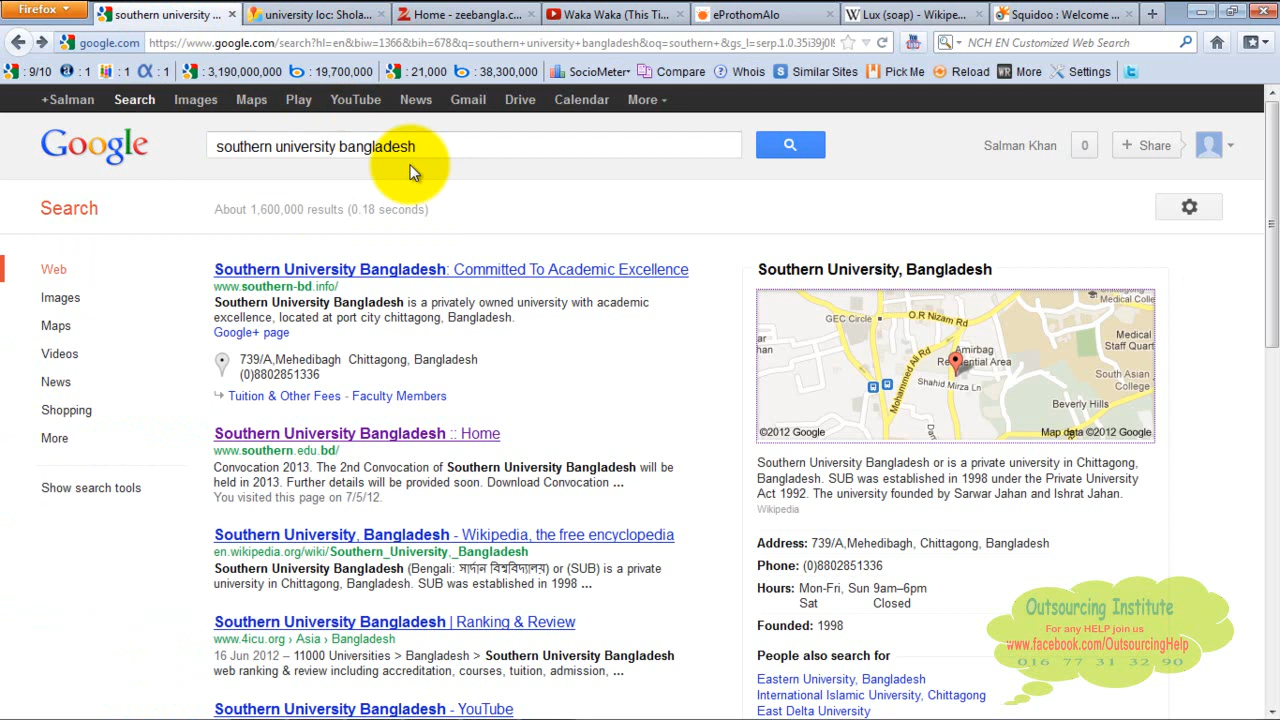 Firefox
southern university ...
university loc: Shola...
Home - zeebangla.c...
Waka Waka (This Ti...
eProthomAlo
Lux (soap) - Wikipe...
Squidoo : Welcome ...
google.com
https://www.google.com/search?hl=en&biw=1366&bih=678&q=southern+university+bangladesh&oq=southern+&gs_l=serp.1.0.35i39j0l8
NCH EN Customized Web Search
: 9/10 : 1 : 1 : 1 : 3,190,000,000 : 19,700,000 : 21,000 : 38,300,000 SocioMeter Compare Whois Similar Sites Pick Me Reload More Settings
+Salman Search Images Maps Play YouTube News Gmail Drive Calendar More
Google
southern university bangladesh
Salman Khan 0 + Share
Search
About 1,600,000 results (0.18 seconds)
Web
Images
Maps
Videos
News
Shopping
More
Show search tools
Southern University Bangladesh: Committed To Academic Excellence
www.southern-bd.info/
Southern University Bangladesh is a privately owned university with academic
excellence, located at port city chittagong, Bangladesh.
Google+ page
739/A,Mehedibagh Chittagong, Bangladesh
(0)8802851336
Tuition & Other Fees - Faculty Members
Southern University Bangladesh :: Home
www.southern.edu.bd/
Convocation 2013. The 2nd Convocation of Southern University Bangladesh will be
held in 2013. Further details will be provided soon. Download Convocation ...
You visited this page on 7/5/12.
Southern University, Bangladesh - Wikipedia, the free encyclopedia
en.wikipedia.org/wiki/Southern_University,_Bangladesh
Southern University Bangladesh (Bengali: সার্দান বিশ্ববিদ্যালয়) or (SUB) is a private
university in Chittagong, Bangladesh. SUB was established in 1998 ...
Southern University Bangladesh | Ranking & Review
www.4icu.org › Asia › Bangladesh
16 Jun 2012 – 11000 Universities > Bangladesh > Southern University Bangladesh
web ranking & review including accreditation, courses, tuition, admission, ...
Southern University Bangladesh - YouTube
Southern University, Bangladesh
GEC Circle
O.R Nizam Rd
Medical Colle
Medical
Staff Quart
Amirbag
Residential Area
Mohammed Ali Rd
Shahid Mirza Ln
South Asian
College
Beverly Hills
©2012 Google
Map data ©2012 Google
Southern University Bangladesh or is a private university in Chittagong,
Bangladesh. SUB was established in 1998 under the Private University
Act 1992. The university founded by Sarwar Jahan and Ishrat Jahan.
Wikipedia
Address: 739/A,Mehedibagh, Chittagong, Bangladesh
Phone: (0)8802851336
Hours: Mon-Fri, Sun 9am–6pm
Sat Closed
Founded: 1998
People also search for
Eastern University, Bangladesh
International Islamic University, Chittagong
East Delta University
Outsourcing Institute
For any HELP join us
www.facebook.com/OutsourcingHelp
016 77 31 32 90